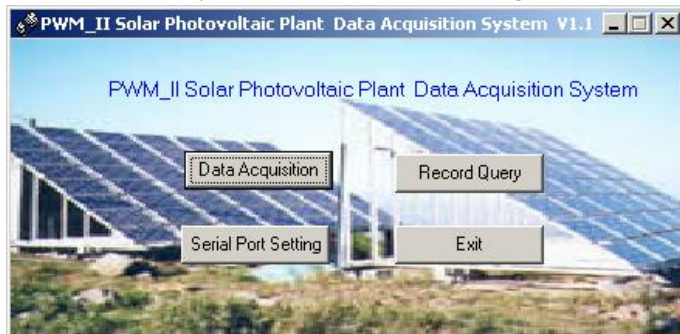 PWM_II Solar Photovoltaic Plant Data Acquisition System V1.1
PWM_II Solar Photovoltaic Plant Data Acquisition System
Data Acquisition
Record Query
Serial Port Setting
Exit